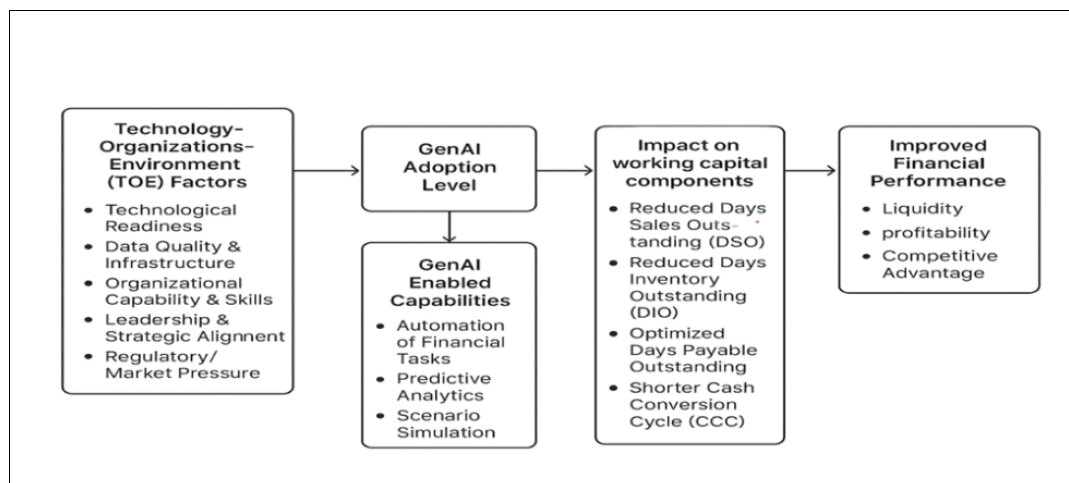 Technology-
Organizations-
Environment
(TOE) Factors
• Technological
Readiness
• Data Quality &
Infrastructure
• Organizational
Capability & Skills
• Leadership &
Strategic Alignment
• Regulatory/
Market Pressure
GenAI
Adoption
Level
GenAI
Enabled
Capabilities
• Automation
of Financial
Tasks
• Predictive
Analytics
• Scenario
Simulation
Impact on
working capital
components
• Reduced Days
Sales Outs-
tanding (DSO)
• Reduced Days
Inventory
Outstanding
(DIO)
• Optimized
Days Payable
Outstanding
• Shorter Cash
Conversion
Cycle (CCC)
Improved
Financial
Performance
• Liquidity
• profitability
• Competitive
Advantage